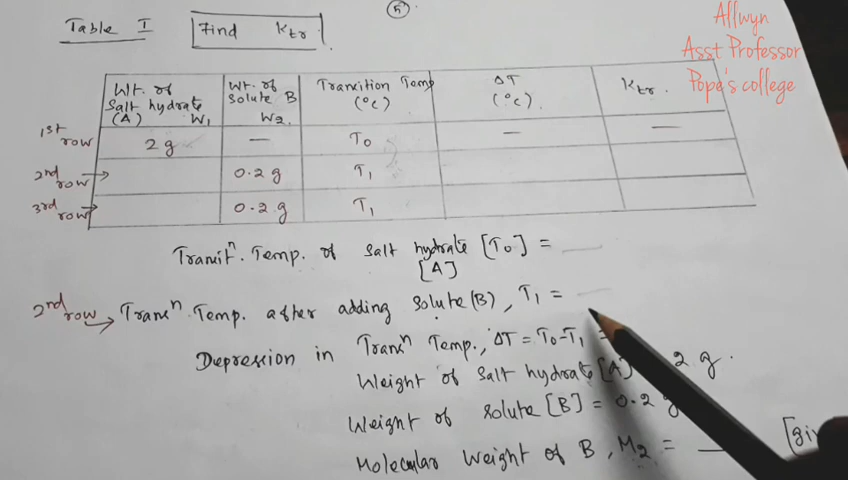 (5)
Table I Find Ktr.
Allwyn
Asst Professor
Pope's college
Wt. of Salt hydrate (A) W1 | Wt. of Solute B W2 | Transition Temp (°C) | ΔT (°C) | Ktr.
1st row 2 g — T0 — —
2nd row → 0.2 g T1
3rd row → 0.2 g T1
Transitn. Temp. of Salt hydrate [T0] = —
[A]
2nd row → Transn Temp. after adding Solute (B), T1 = —
Depression in Transn Temp., ΔT = T0-T1 =
Weight of Salt hydrate [A] 2 g.
Weight of Solute [B] = 0.2 g
Molecular Weight of B, M2 = —